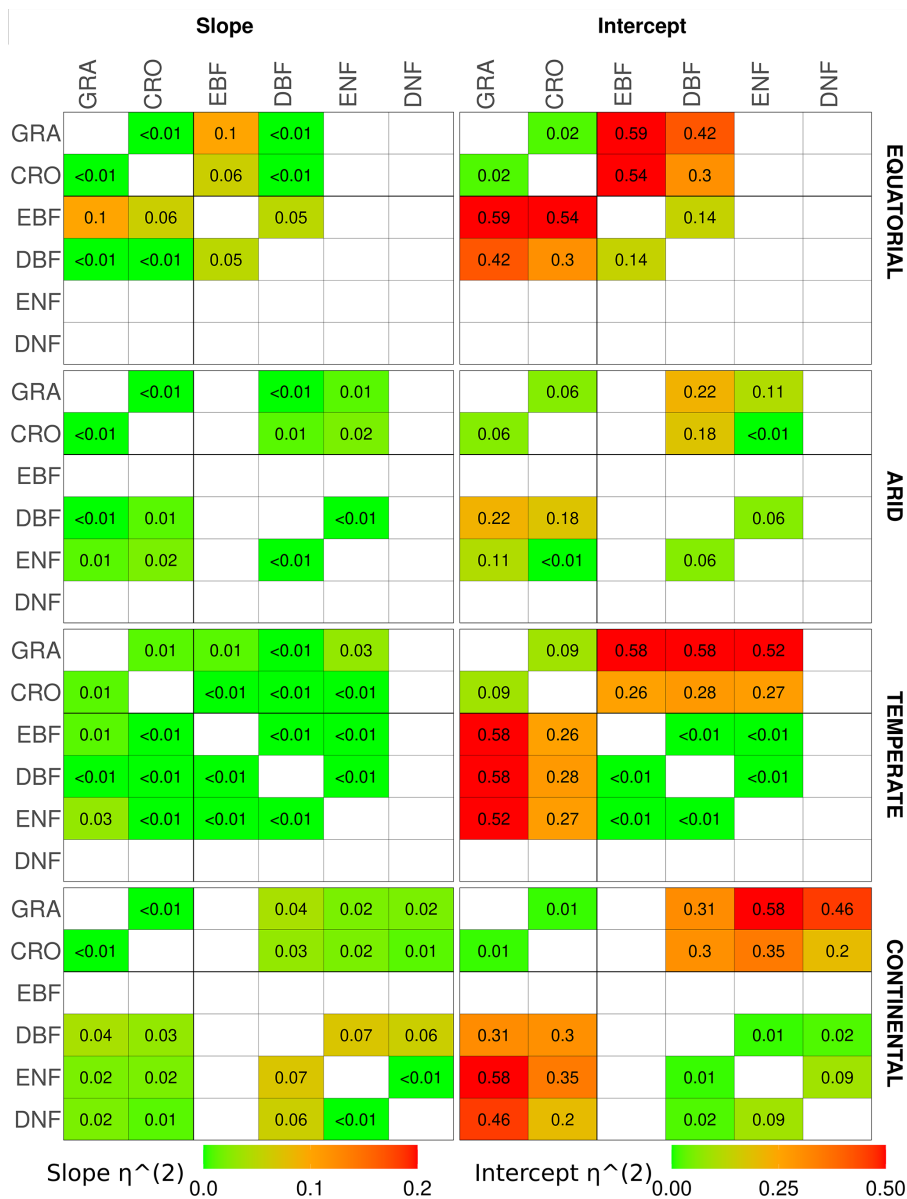 Slope Intercept
GRA CRO EBF DBF ENF DNF GRA CRO EBF DBF ENF DNF
EQUATORIAL
GRA <0.01 0.1 <0.01 0.02 0.59 0.42
CRO <0.01 0.06 <0.01 0.02 0.54 0.3
EBF 0.1 0.06 0.05 0.59 0.54 0.14
DBF <0.01 <0.01 0.05 0.42 0.3 0.14
ENF
DNF
ARID
GRA <0.01 <0.01 0.01 0.06 0.22 0.11
CRO <0.01 0.01 0.02 0.06 0.18 <0.01
EBF
DBF <0.01 0.01 <0.01 0.22 0.18 0.06
ENF 0.01 0.02 <0.01 0.11 <0.01 0.06
DNF
TEMPERATE
GRA 0.01 0.01 <0.01 0.03 0.09 0.58 0.58 0.52
CRO 0.01 <0.01 <0.01 <0.01 0.09 0.26 0.28 0.27
EBF 0.01 <0.01 <0.01 <0.01 0.58 0.26 <0.01 <0.01
DBF <0.01 <0.01 <0.01 <0.01 0.58 0.28 <0.01 <0.01
ENF 0.03 <0.01 <0.01 <0.01 0.52 0.27 <0.01 <0.01
DNF
CONTINENTAL
GRA <0.01 0.04 0.02 0.02 0.01 0.31 0.58 0.46
CRO <0.01 0.03 0.02 0.01 0.01 0.3 0.35 0.2
EBF
DBF 0.04 0.03 0.07 0.06 0.31 0.3 0.01 0.02
ENF 0.02 0.02 0.07 <0.01 0.58 0.35 0.01 0.09
DNF 0.02 0.01 0.06 <0.01 0.46 0.2 0.02 0.09
Slope η^(2) Intercept η^(2)
0.0 0.1 0.2 0.00 0.25 0.50